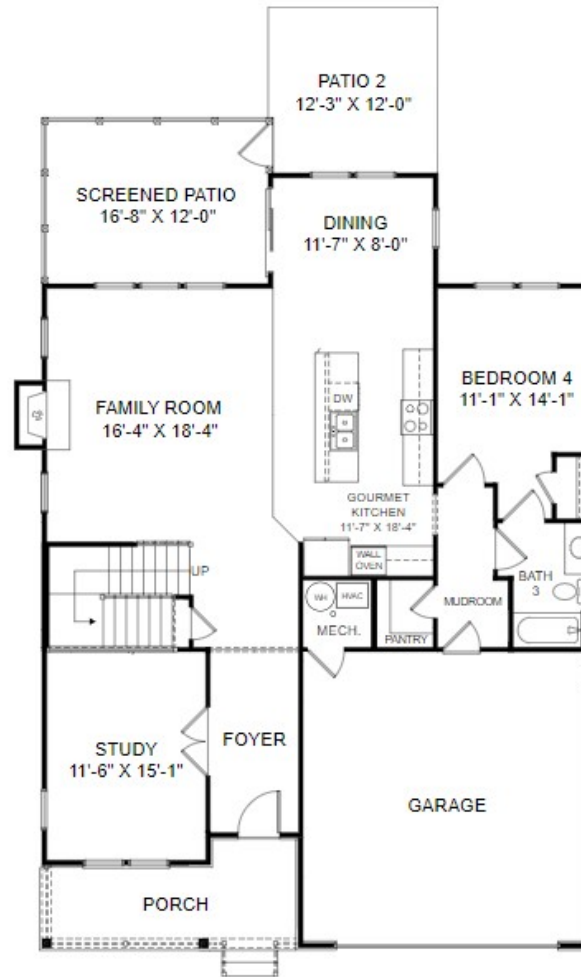 PATIO 2
12'-3" X 12'-0"
SCREENED PATIO
16'-8" X 12'-0"
DINING
11'-7" X 8'-0"
BEDROOM 4
11'-1" X 14'-1"
DW
FAMILY ROOM
16'-4" X 18'-4"
GOURMET
KITCHEN
11'-7" X 18'-4"
WALL
OVEN
UP
WH
HVAC
MECH.
PANTRY
MUDROOM
BATH
3
STUDY
11'-6" X 15'-1"
FOYER
GARAGE
PORCH